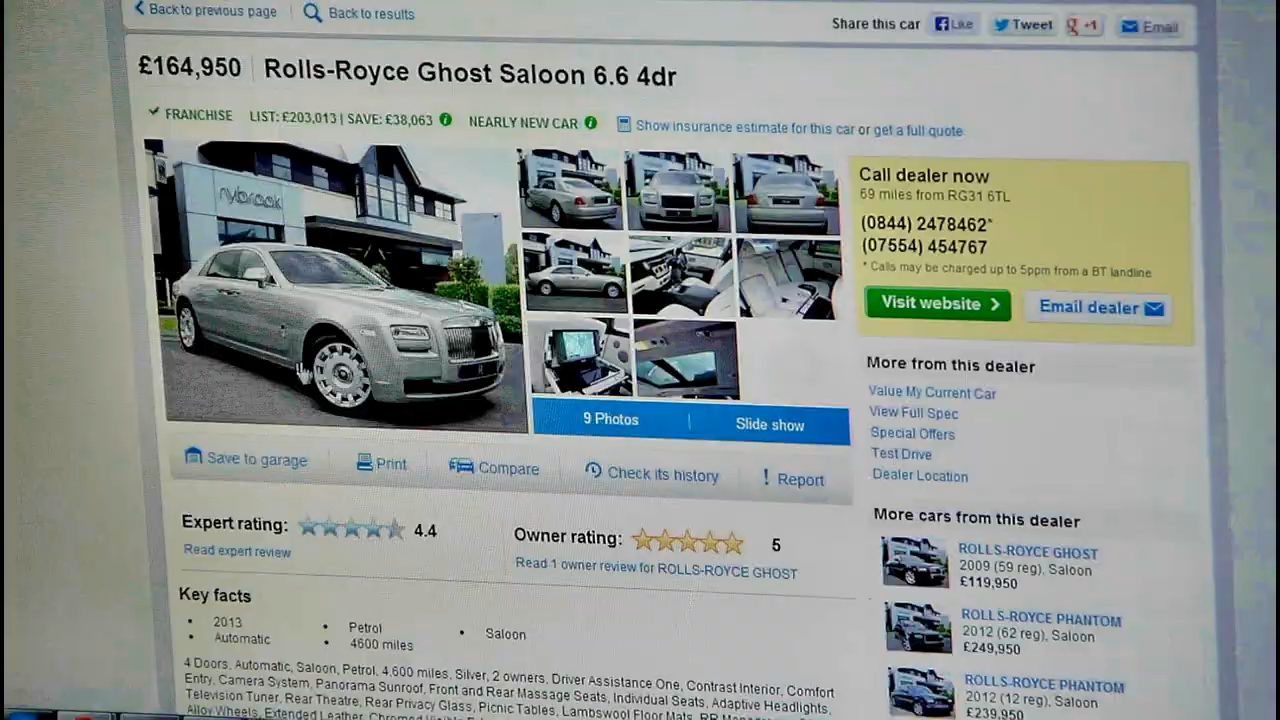 Back to previous page
Back to results
Share this car
Like
Tweet
+1
Email
£164,950
Rolls-Royce Ghost Saloon 6.6 4dr
FRANCHISE
LIST: £203,013 | SAVE: £38,063
NEARLY NEW CAR
Show insurance estimate for this car or get a full quote
rybrook
Call dealer now
69 miles from RG31 6TL
(0844) 2478462*
(07554) 454767
* Calls may be charged up to 5ppm from a BT landline
Visit website
Email dealer
9 Photos
Slide show
Save to garage
Print
Compare
Check its history
! Report
Expert rating:
4.4
Read expert review
Owner rating:
5
Read 1 owner review for ROLLS-ROYCE GHOST
More from this dealer
Value My Current Car
View Full Spec
Special Offers
Test Drive
Dealer Location
Key facts
2013
Petrol
Saloon
Automatic
4600 miles
4 Doors, Automatic, Saloon, Petrol, 4,600 miles, Silver, 2 owners, Driver Assistance One, Contrast Interior, Comfort
Entry, Camera System, Panorama Sunroof, Front and Rear Massage Seats, Individual Seats, Adaptive Headlights,
Television Tuner, Rear Theatre, Rear Privacy Glass, Picnic Tables, Lambswool Floor Mats, RR
Alloy Wheels, Extended Leather, Chromed
More cars from this dealer
ROLLS-ROYCE GHOST
2009 (59 reg), Saloon
£119,950
ROLLS-ROYCE PHANTOM
2012 (62 reg), Saloon
£249,950
ROLLS-ROYCE PHANTOM
2012 (12 reg), Saloon
£239,950